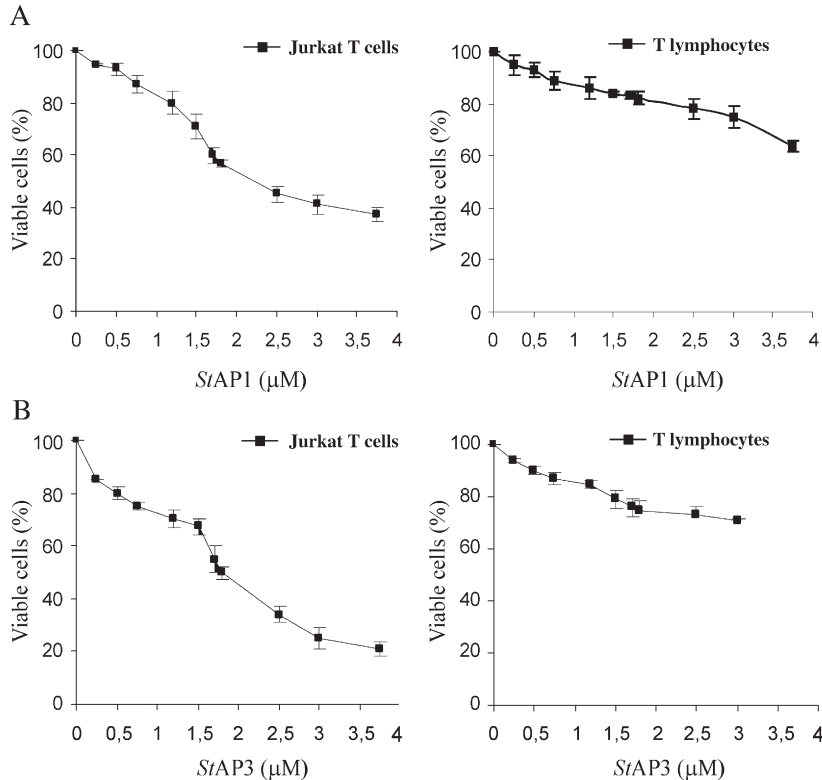 A
Jurkat T cells
T lymphocytes
Viable cells (%)
100
80
60
40
20
0
0 0,5 1 1,5 2 2,5 3 3,5 4
StAP1 (μM)
Viable cells (%)
100
80
60
40
20
0
0 0,5 1 1,5 2 2,5 3 3,5 4
StAP1 (μM)
B
Jurkat T cells
T lymphocytes
Viable cells (%)
100
80
60
40
20
0
0 0,5 1 1,5 2 2,5 3 3,5 4
StAP3 (μM)
Viable cells (%)
100
80
60
40
20
0
0 0,5 1 1,5 2 2,5 3 3,5 4
StAP3 (μM)